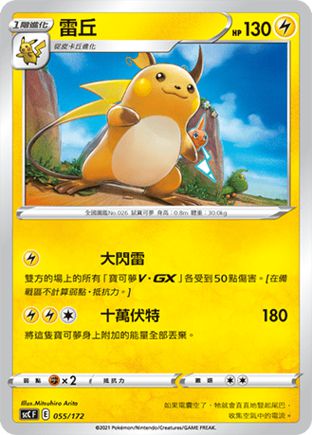 1階進化 雷丘 HP 130
從皮卡丘進化
全國圖鑑No.026 鼠寶可夢 身高：0.8m 體重：30.0kg
大閃雷
雙方的場上的所有「寶可夢V・GX」各受到50點傷害。[在備
戰區不計算弱點・抵抗力。]
十萬伏特 180
將這隻寶可夢身上附加的能量全部丟棄。
弱點 ×2 抵抗力 撤退
Illus. Mitsuhiro Arita
SCC F E 055/172
如果電變空了，牠就會直直地豎起尾巴，
收集空氣中的電流。
©2021 Pokémon/Nintendo/Creatures/GAME FREAK.